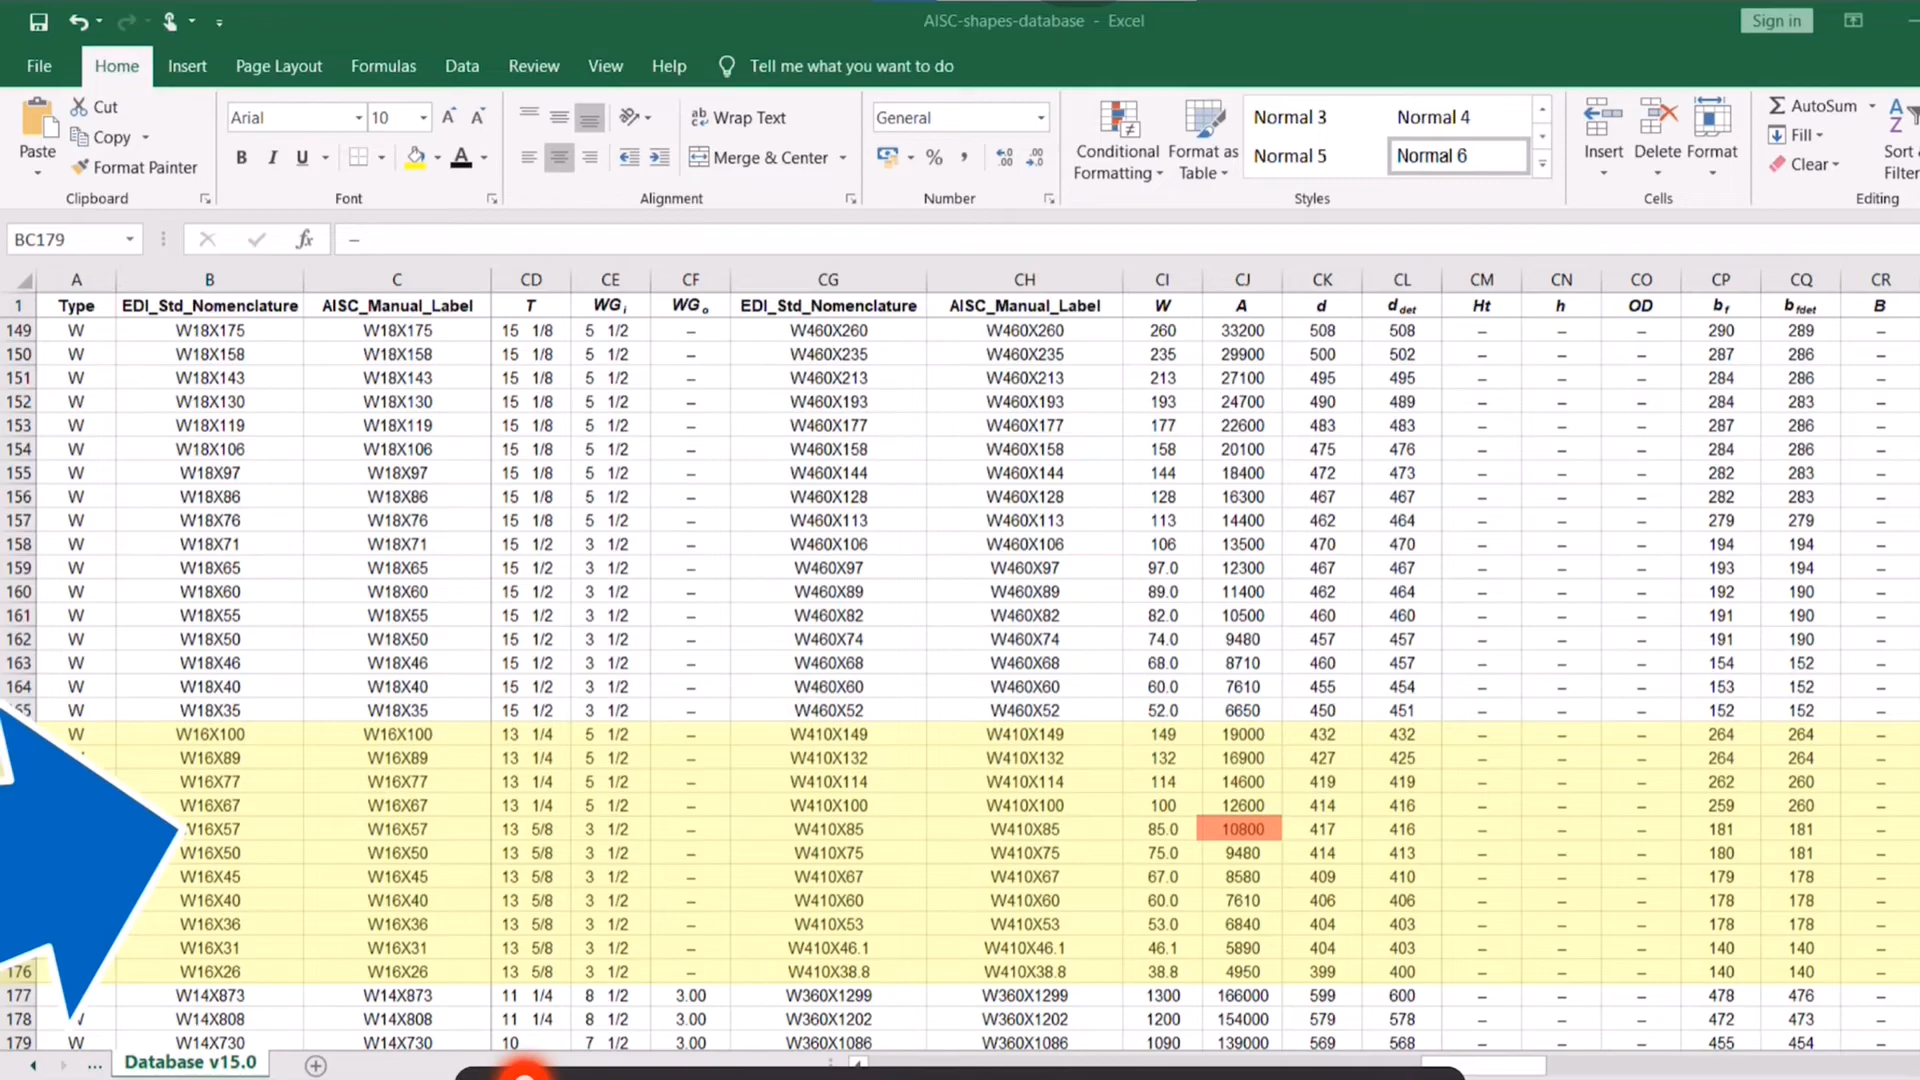 AISC-shapes-database - Excel
Sign in
File Home Insert Page Layout Formulas Data Review View Help Tell me what you want to do
Paste
Cut
Copy
Format Painter
Clipboard
Arial 10
B I U
Font
Wrap Text
Merge & Center
Alignment
General
Number
Conditional Formatting
Format as Table
Normal 3 Normal 4
Normal 5 Normal 6
Styles
Insert Delete Format
Cells
AutoSum
Fill
Clear
Sort &
Filter
Editing
BC179 fx –
A B C CD CE CF CG CH CI CJ CK CL CM CN CO CP CQ CR
1 Type EDI_Std_Nomenclature AISC_Manual_Label T WGi WGo EDI_Std_Nomenclature AISC_Manual_Label W A d ddet Ht h OD bf bfdet B
149 W W18X175 W18X175 15 1/8 5 1/2 – W460X260 W460X260 260 33200 508 508 – – – 290 289 –
150 W W18X158 W18X158 15 1/8 5 1/2 – W460X235 W460X235 235 29900 500 502 – – – 287 286 –
151 W W18X143 W18X143 15 1/8 5 1/2 – W460X213 W460X213 213 27100 495 495 – – – 284 286 –
152 W W18X130 W18X130 15 1/8 5 1/2 – W460X193 W460X193 193 24700 490 489 – – – 284 283 –
153 W W18X119 W18X119 15 1/8 5 1/2 – W460X177 W460X177 177 22600 483 483 – – – 287 286 –
154 W W18X106 W18X106 15 1/8 5 1/2 – W460X158 W460X158 158 20100 475 476 – – – 284 286 –
155 W W18X97 W18X97 15 1/8 5 1/2 – W460X144 W460X144 144 18400 472 473 – – – 282 283 –
156 W W18X86 W18X86 15 1/8 5 1/2 – W460X128 W460X128 128 16300 467 467 – – – 282 283 –
157 W W18X76 W18X76 15 1/8 5 1/2 – W460X113 W460X113 113 14400 462 464 – – – 279 279 –
158 W W18X71 W18X71 15 1/2 3 1/2 – W460X106 W460X106 106 13500 470 470 – – – 194 194 –
159 W W18X65 W18X65 15 1/2 3 1/2 – W460X97 W460X97 97.0 12300 467 467 – – – 193 194 –
160 W W18X60 W18X60 15 1/2 3 1/2 – W460X89 W460X89 89.0 11400 462 464 – – – 192 190 –
161 W W18X55 W18X55 15 1/2 3 1/2 – W460X82 W460X82 82.0 10500 460 460 – – – 191 190 –
162 W W18X50 W18X50 15 1/2 3 1/2 – W460X74 W460X74 74.0 9480 457 457 – – – 191 190 –
163 W W18X46 W18X46 15 1/2 3 1/2 – W460X68 W460X68 68.0 8710 460 457 – – – 154 152 –
164 W W18X40 W18X40 15 1/2 3 1/2 – W460X60 W460X60 60.0 7610 455 454 – – – 153 152 –
65 W W18X35 W18X35 15 1/2 3 1/2 – W460X52 W460X52 52.0 6650 450 451 – – – 152 152 –
W W16X100 W16X100 13 1/4 5 1/2 – W410X149 W410X149 149 19000 432 432 – – – 264 264 –
W16X89 W16X89 13 1/4 5 1/2 – W410X132 W410X132 132 16900 427 425 – – – 264 264 –
W16X77 W16X77 13 1/4 5 1/2 – W410X114 W410X114 114 14600 419 419 – – – 262 260 –
W16X67 W16X67 13 1/4 5 1/2 – W410X100 W410X100 100 12600 414 416 – – – 259 260 –
W16X57 W16X57 13 5/8 3 1/2 – W410X85 W410X85 85.0 10800 417 416 – – – 181 181 –
W16X50 W16X50 13 5/8 3 1/2 – W410X75 W410X75 75.0 9480 414 413 – – – 180 181 –
W16X45 W16X45 13 5/8 3 1/2 – W410X67 W410X67 67.0 8580 409 410 – – – 179 178 –
W16X40 W16X40 13 5/8 3 1/2 – W410X60 W410X60 60.0 7610 406 406 – – – 178 178 –
W16X36 W16X36 13 5/8 3 1/2 – W410X53 W410X53 53.0 6840 404 403 – – – 178 178 –
W16X31 W16X31 13 5/8 3 1/2 – W410X46.1 W410X46.1 46.1 5890 404 403 – – – 140 140 –
176 W16X26 W16X26 13 5/8 3 1/2 – W410X38.8 W410X38.8 38.8 4950 399 400 – – – 140 140 –
177 W W14X873 W14X873 11 1/4 8 1/2 3.00 W360X1299 W360X1299 1300 166000 599 600 – – – 478 476 –
178 W W14X808 W14X808 11 1/4 8 1/2 3.00 W360X1202 W360X1202 1200 154000 579 578 – – – 472 473 –
179 W W14X730 W14X730 10 7 1/2 3.00 W360X1086 W360X1086 1090 139000 569 568 – – – 455 454 –
... Database v15.0